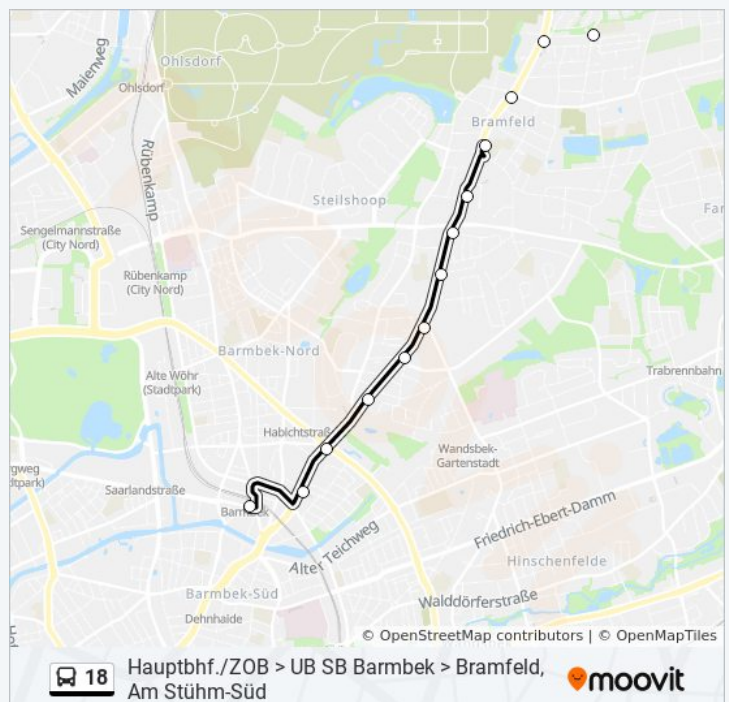 Maienweg
Ohlsdorf
Ohlsdorf
Rübenkamp
Bramfeld
Steilshoop
Sengelmannstraße
(City Nord)
Rübenkamp
(City Nord)
Barmbek-Nord
Alte Wöhr
(Stadtpark)
Trabrennbahn
Habichtstraß
Wandsbek-
Gartenstadt
Saarlandstraße
Barmbek
Friedrich-Ebert-Damm
Alter Teichweg
Hinschenfelde
Barmbek-Süd
Walddörferstraße
Dehnhaide
© OpenStreetMap contributors | © OpenMapTiles
18
Hauptbhf./ZOB > UB SB Barmbek > Bramfeld,
Am Stühm-Süd
moovit